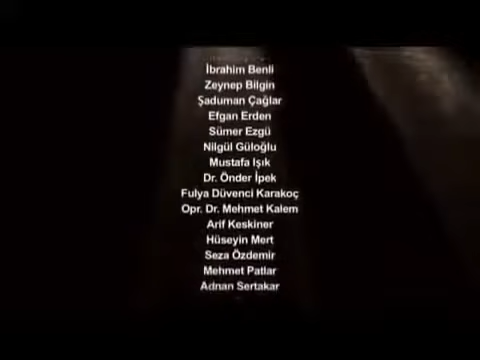 İbrahim Benli
Zeynep Bilgin
Şaduman Çağlar
Efgan Erden
Sümer Ezgü
Nilgül Güloğlu
Mustafa Işık
Dr. Önder İpek
Fulya Düvenci Karakoç
Opr. Dr. Mehmet Kalem
Arif Keskiner
Hüseyin Mert
Seza Özdemir
Mehmet Patlar
Adnan Sertakar